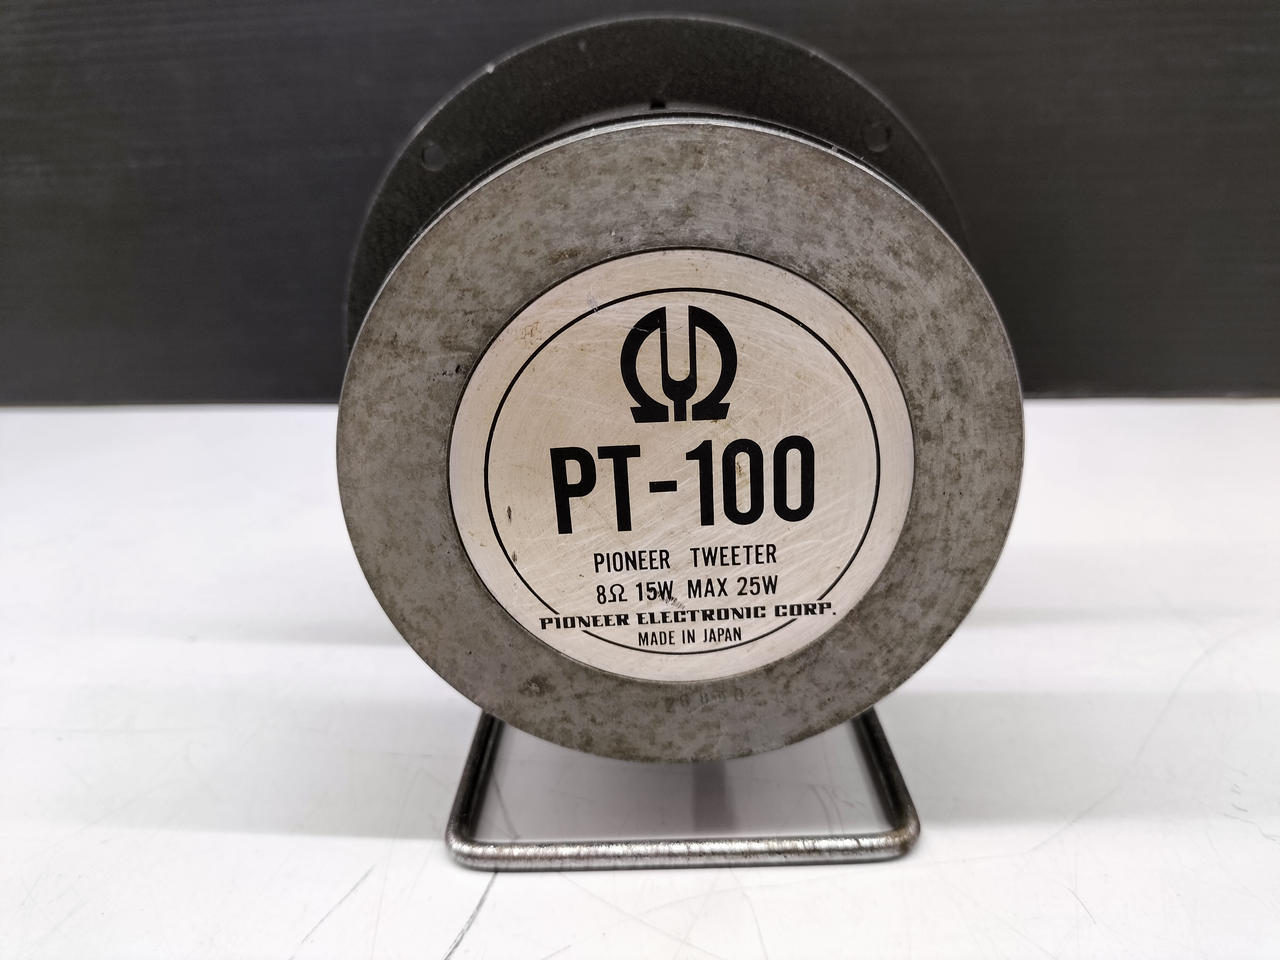 PT-100
PIONEER TWEETER
8Ω 15W MAX 25W
PIONEER ELECTRONIC CORP.
MADE IN JAPAN